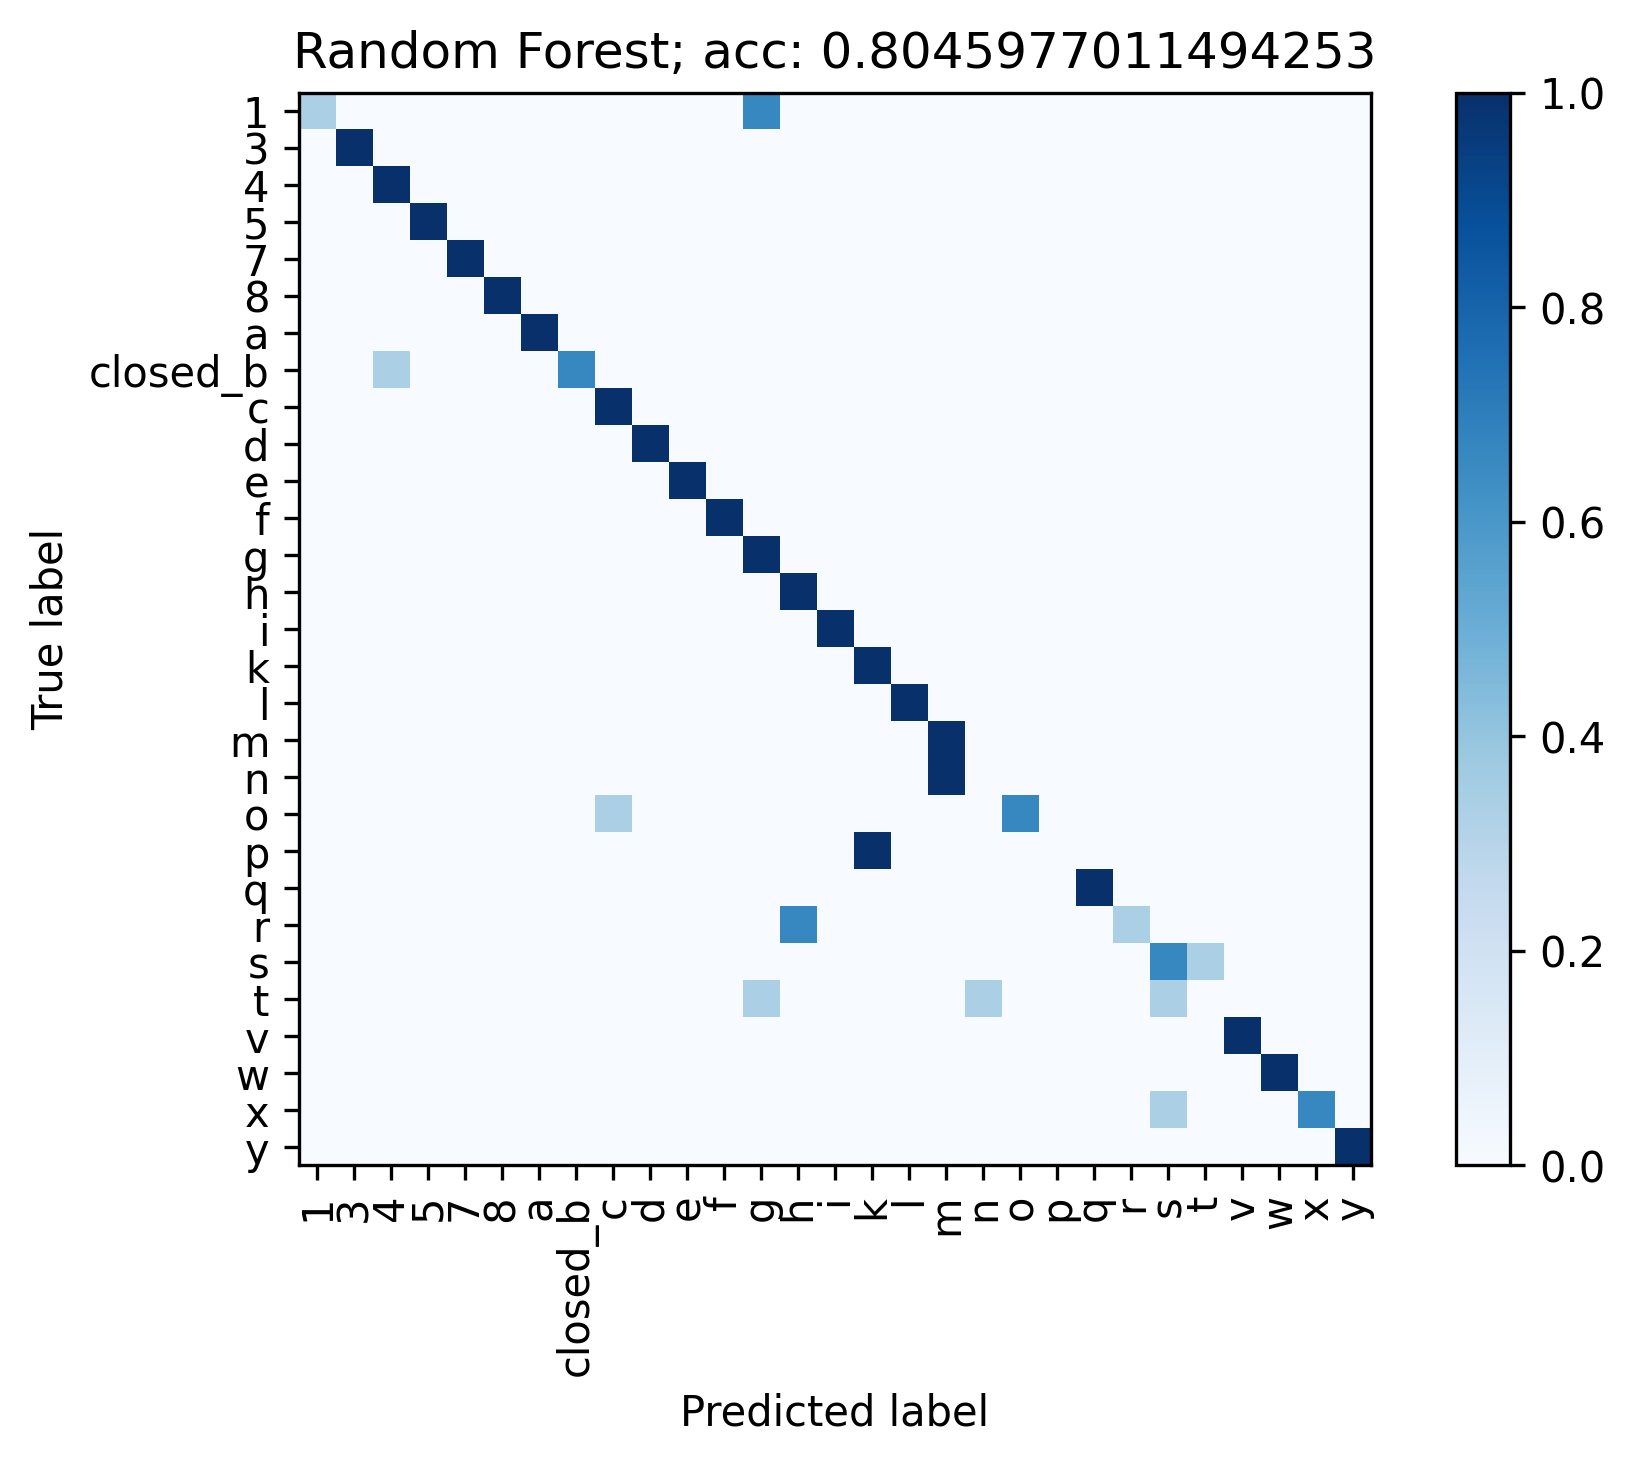 Random Forest; acc: 0.8045977011494253
True label
1
3
4
5
7
8
a
closed_b
c
d
e
f
g
h
i
k
l
m
n
o
p
q
r
s
t
v
w
x
y
1 3 4 5 7 8 a closed_b c d e f g h i k l m n o p q r s t v w x y
Predicted label
1.0
0.8
0.6
0.4
0.2
0.0